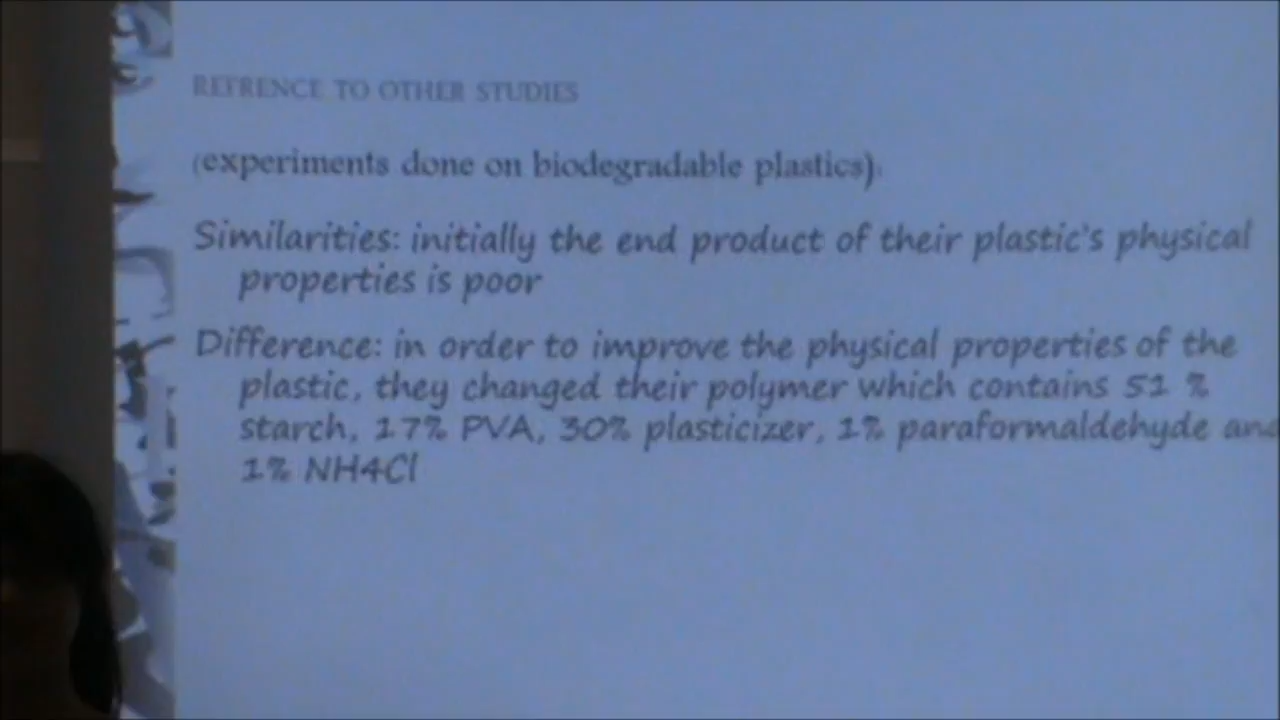 REFRENCE TO OTHER STUDIES
(experiments done on biodegradable plastics):
Similarities: initially the end product of their plastic's physical
properties is poor
Difference: in order to improve the physical properties of the
plastic, they changed their polymer which contains 51 %
starch, 17% PVA, 30% plasticizer, 1% paraformaldehyde and
1% NH4Cl